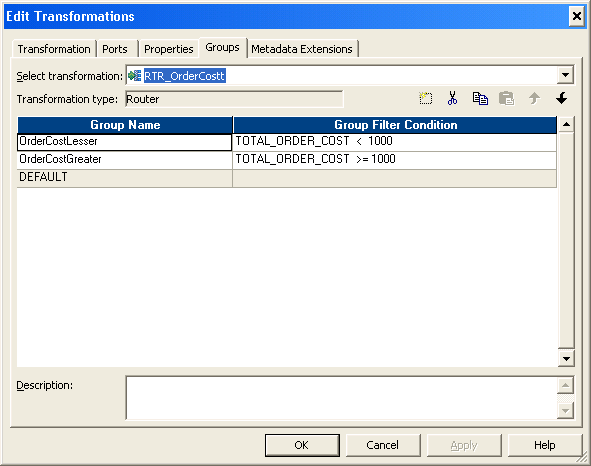 Edit Transformations
Transformation Ports Properties Groups Metadata Extensions
Select transformation: RTR_OrderCostt
Transformation type: Router
Group Name Group Filter Condition
OrderCostLesser TOTAL_ORDER_COST < 1000
OrderCostGreater TOTAL_ORDER_COST >= 1000
DEFAULT
Description:
OK Cancel Apply Help